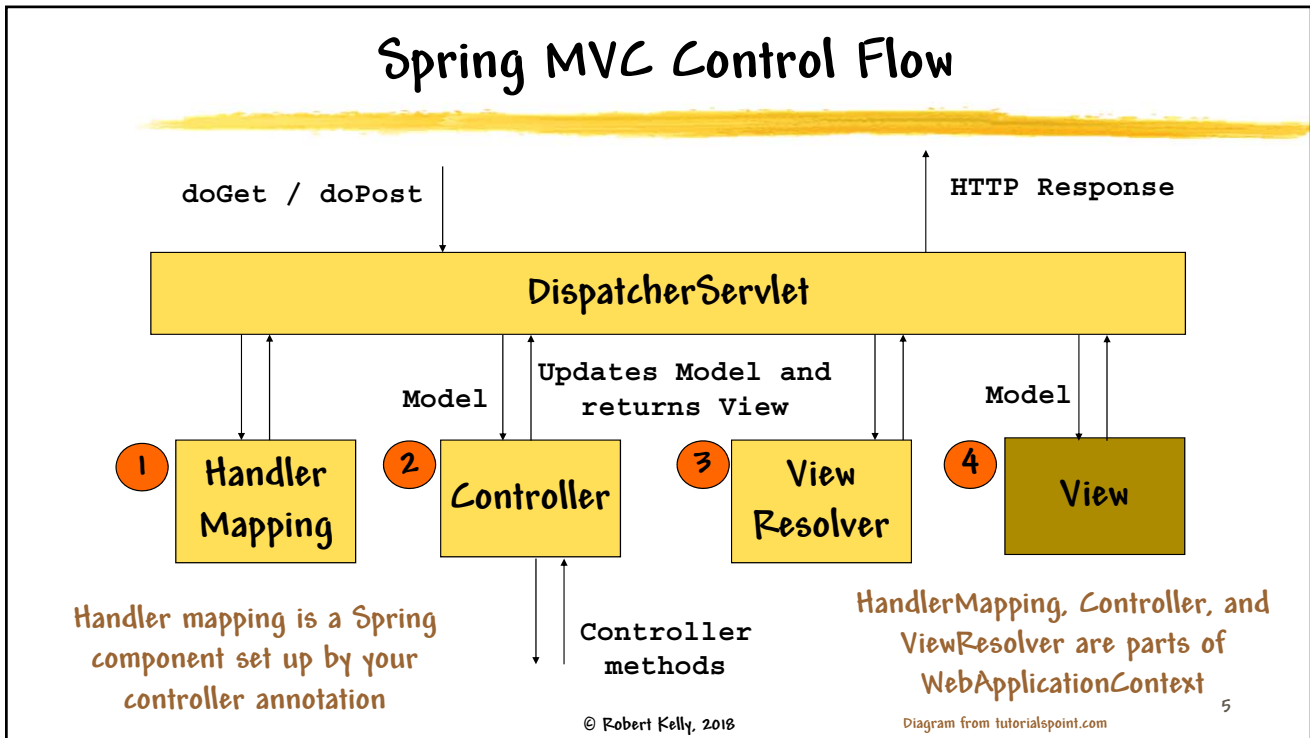 Spring MVC Control Flow
doGet / doPost
HTTP Response
DispatcherServlet
Model
Updates Model and
returns View
Model
1
Handler
Mapping
2
Controller
3
View
Resolver
4
View
Handler mapping is a Spring
component set up by your
controller annotation
Controller
methods
HandlerMapping, Controller, and
ViewResolver are parts of
WebApplicationContext
© Robert Kelly, 2018
Diagram from tutorialspoint.com
5